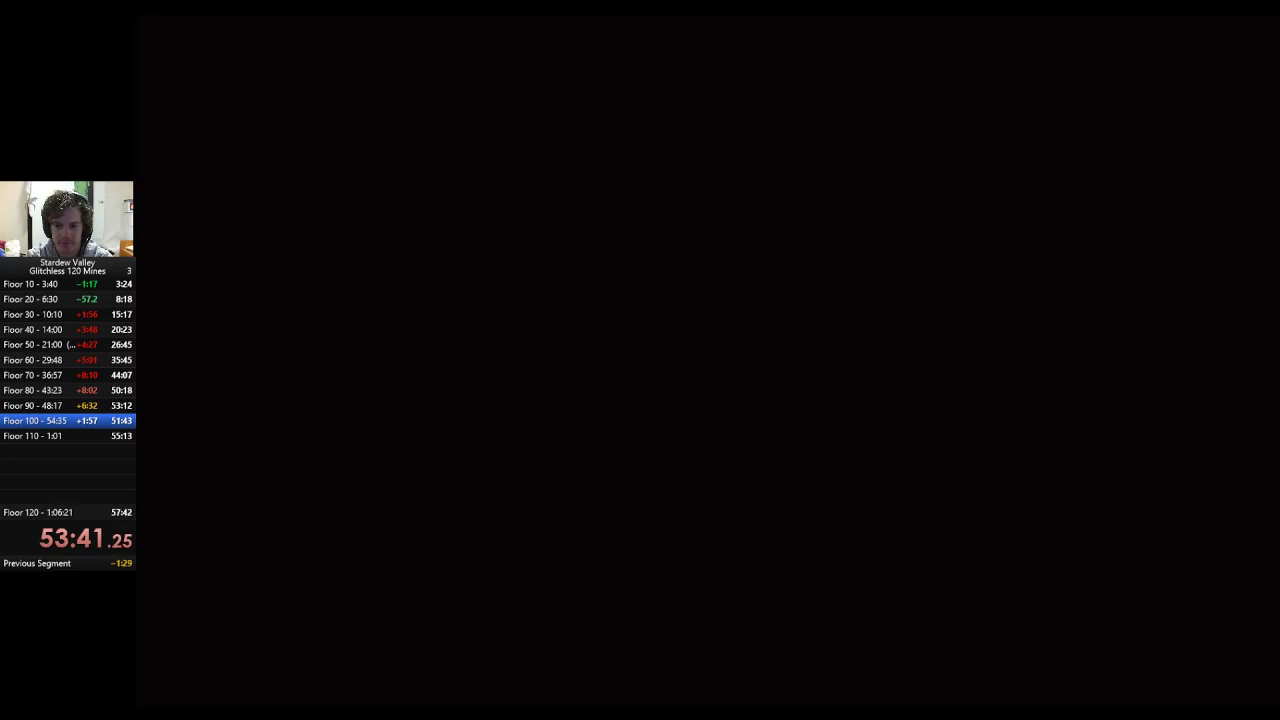 Stardew Valley
Glitchless 120 Mines 3
Floor 10 - 3:40 −1:17 3:24
Floor 20 - 6:30 −57.2 8:18
Floor 30 - 10:10 +1:56 15:17
Floor 40 - 14:00 +3:48 20:23
Floor 50 - 21:00 (... +4:27 26:45
Floor 60 - 29:48 +5:01 35:45
Floor 70 - 36:57 +8:10 44:07
Floor 80 - 43:23 +8:02 50:18
Floor 90 - 48:17 +6:32 53:12
Floor 100 - 54:35 +1:57 51:43
Floor 110 - 1:01 55:13
Floor 120 - 1:06:21 57:42
53:41.25
Previous Segment −1:29